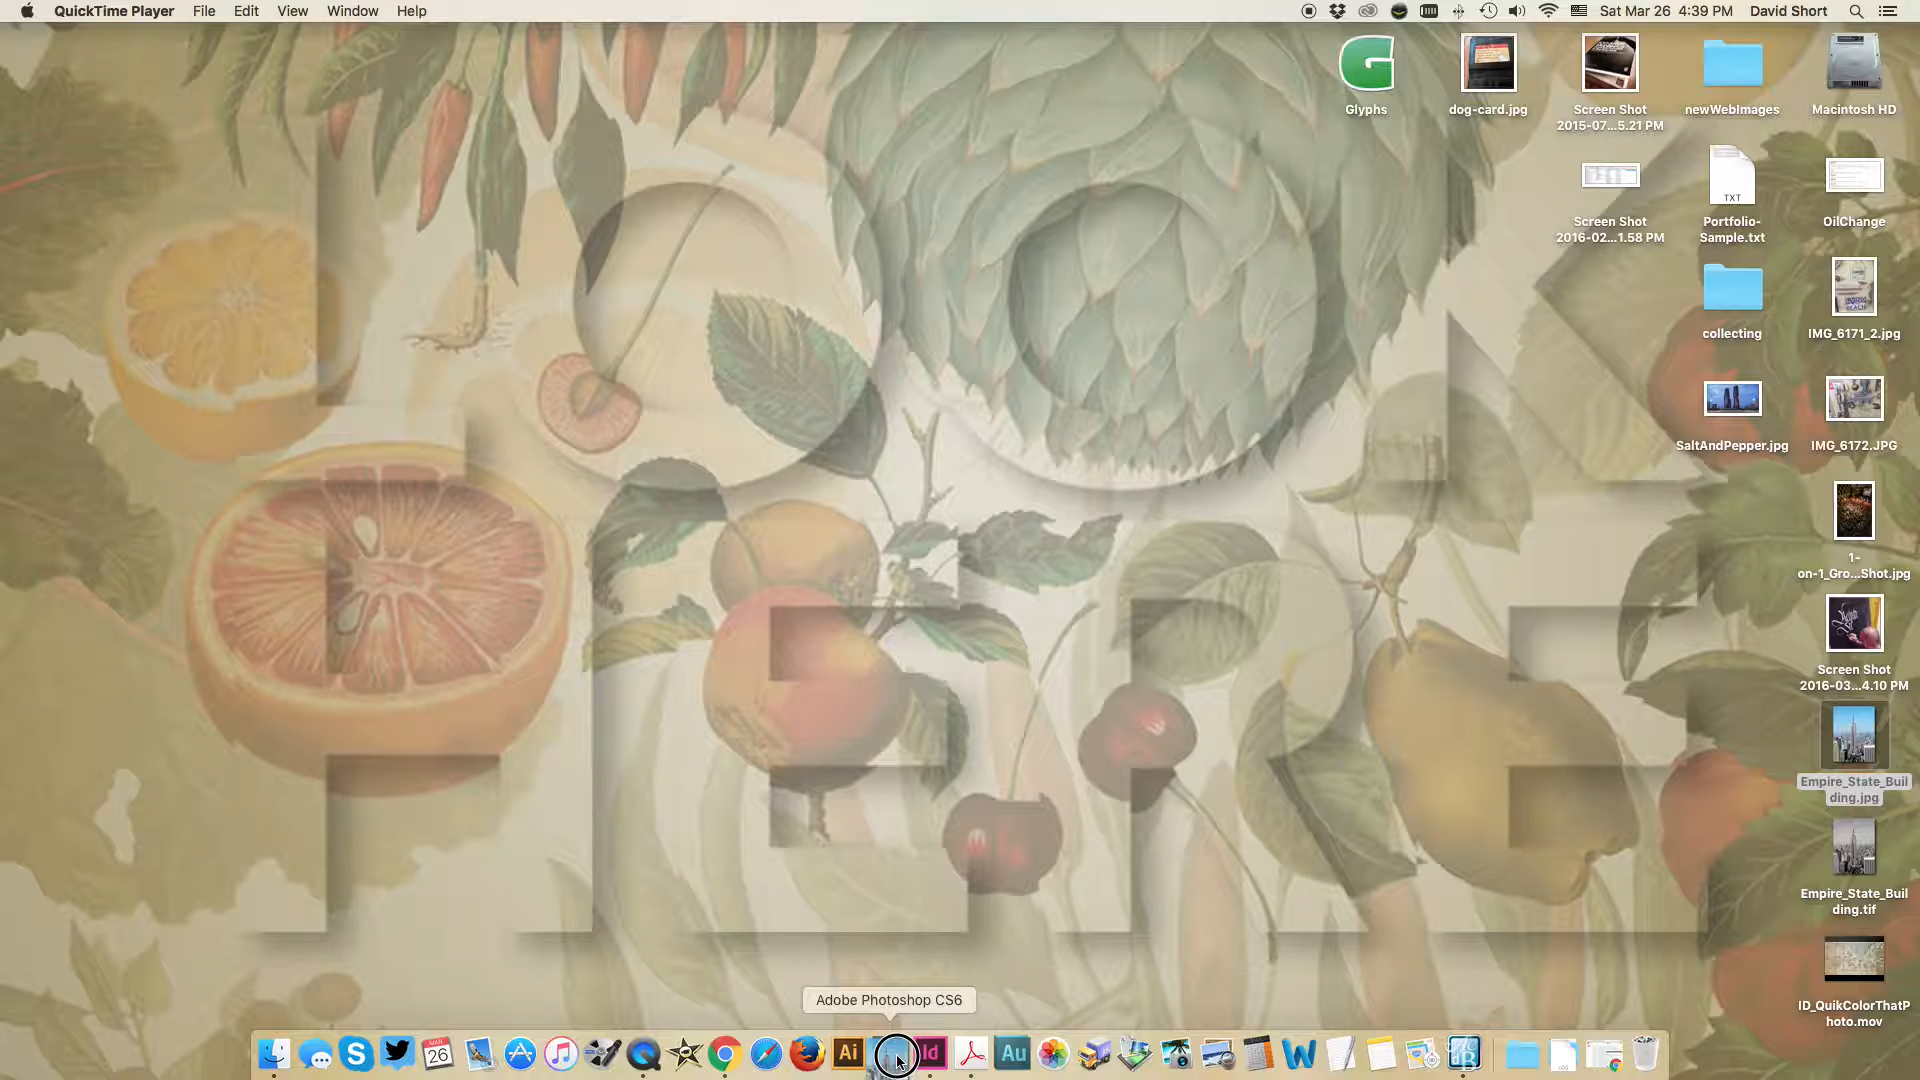 QuickTime Player File Edit View Window Help Sat Mar 26 4:39 PM David Short
G
Glyphs
dog-card.jpg
Screen Shot
2015-07...5.21 PM
newWebImages
Macintosh HD
Screen Shot
2016-02...1.58 PM
TXT
Portfolio-
Sample.txt
OilChange
collecting
IMG_6171_2.jpg
SaltAndPepper.jpg
IMG_6172.JPG
1-
on-1_Gro...Shot.jpg
Screen Shot
2016-03...4.10 PM
Empire_State_Buil
ding.jpg
Empire_State_Buil
ding.tif
ID_QuikColorThatP
hoto.mov
LOOK
HERE
Adobe Photoshop CS6
MAR
26
Ai
Id
Au
W
LOG